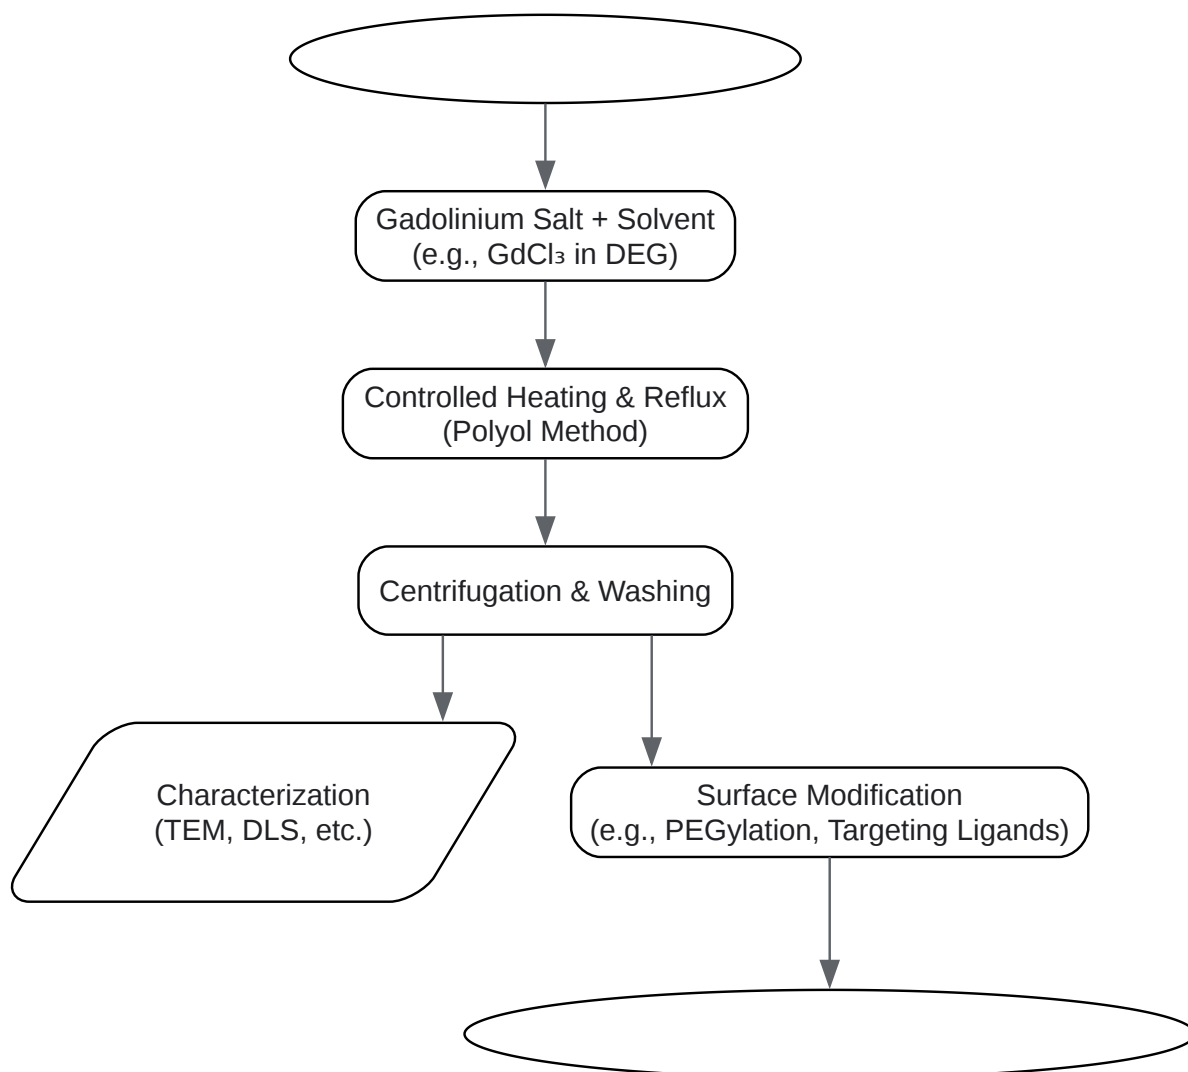 Gadolinium Salt + Solvent
(e.g., GdCl₃ in DEG)
Controlled Heating & Reflux
(Polyol Method)
Centrifugation & Washing
Characterization
(TEM, DLS, etc.)
Surface Modification
(e.g., PEGylation, Targeting Ligands)